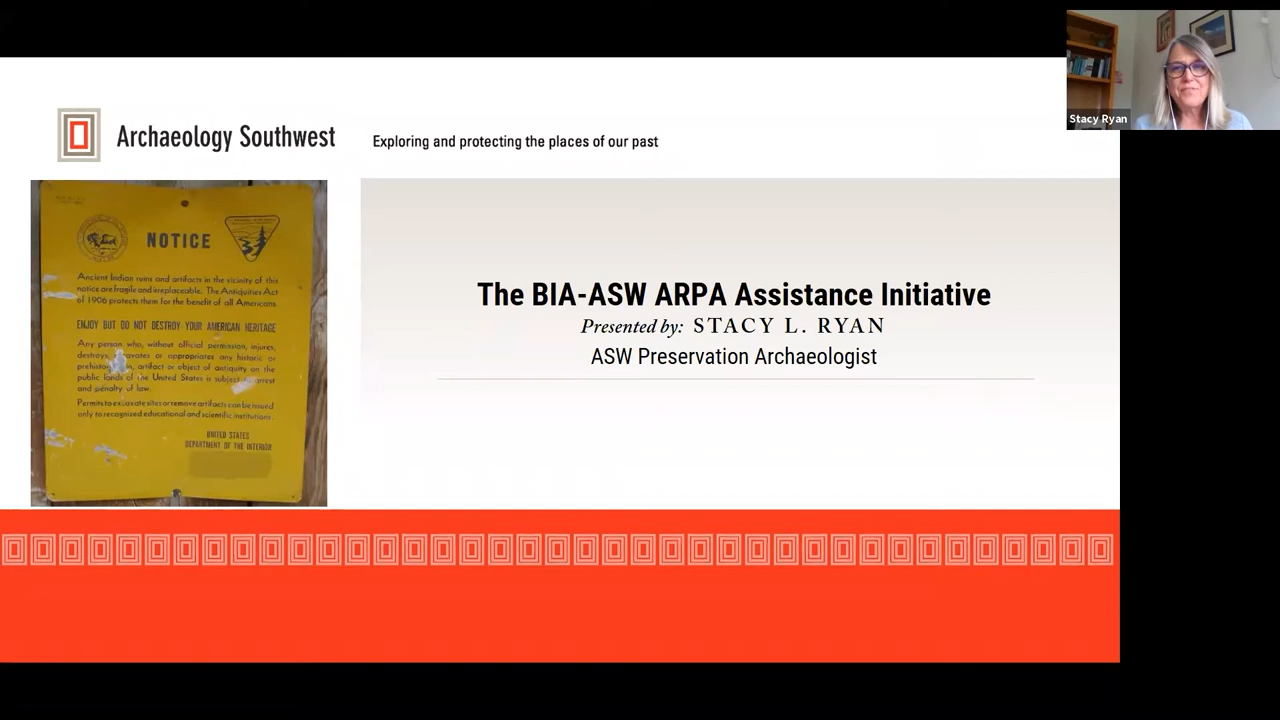 Stacy Ryan
Archaeology Southwest
Exploring and protecting the places of our past
NOTICE
Ancient Indian ruins and artifacts in the vicinity of this
notice are fragile and irreplaceable. The Antiquities Act
of 1906 protects them for the benefit of all Americans.
ENJOY BUT DO NOT DESTROY YOUR AMERICAN HERITAGE
Any person who, without official permission, injures,
destroys, excavates or appropriates any historic or
prehistoric ruin, artifact or object of antiquity on the
public lands of the United States is subject to arrest
and penalty of law.
Permits to excavate sites or remove artifacts can be issued
only to recognized educational and scientific institutions.
UNITED STATES
DEPARTMENT OF THE INTERIOR
The BIA-ASW ARPA Assistance Initiative
Presented by: STACY L. RYAN
ASW Preservation Archaeologist